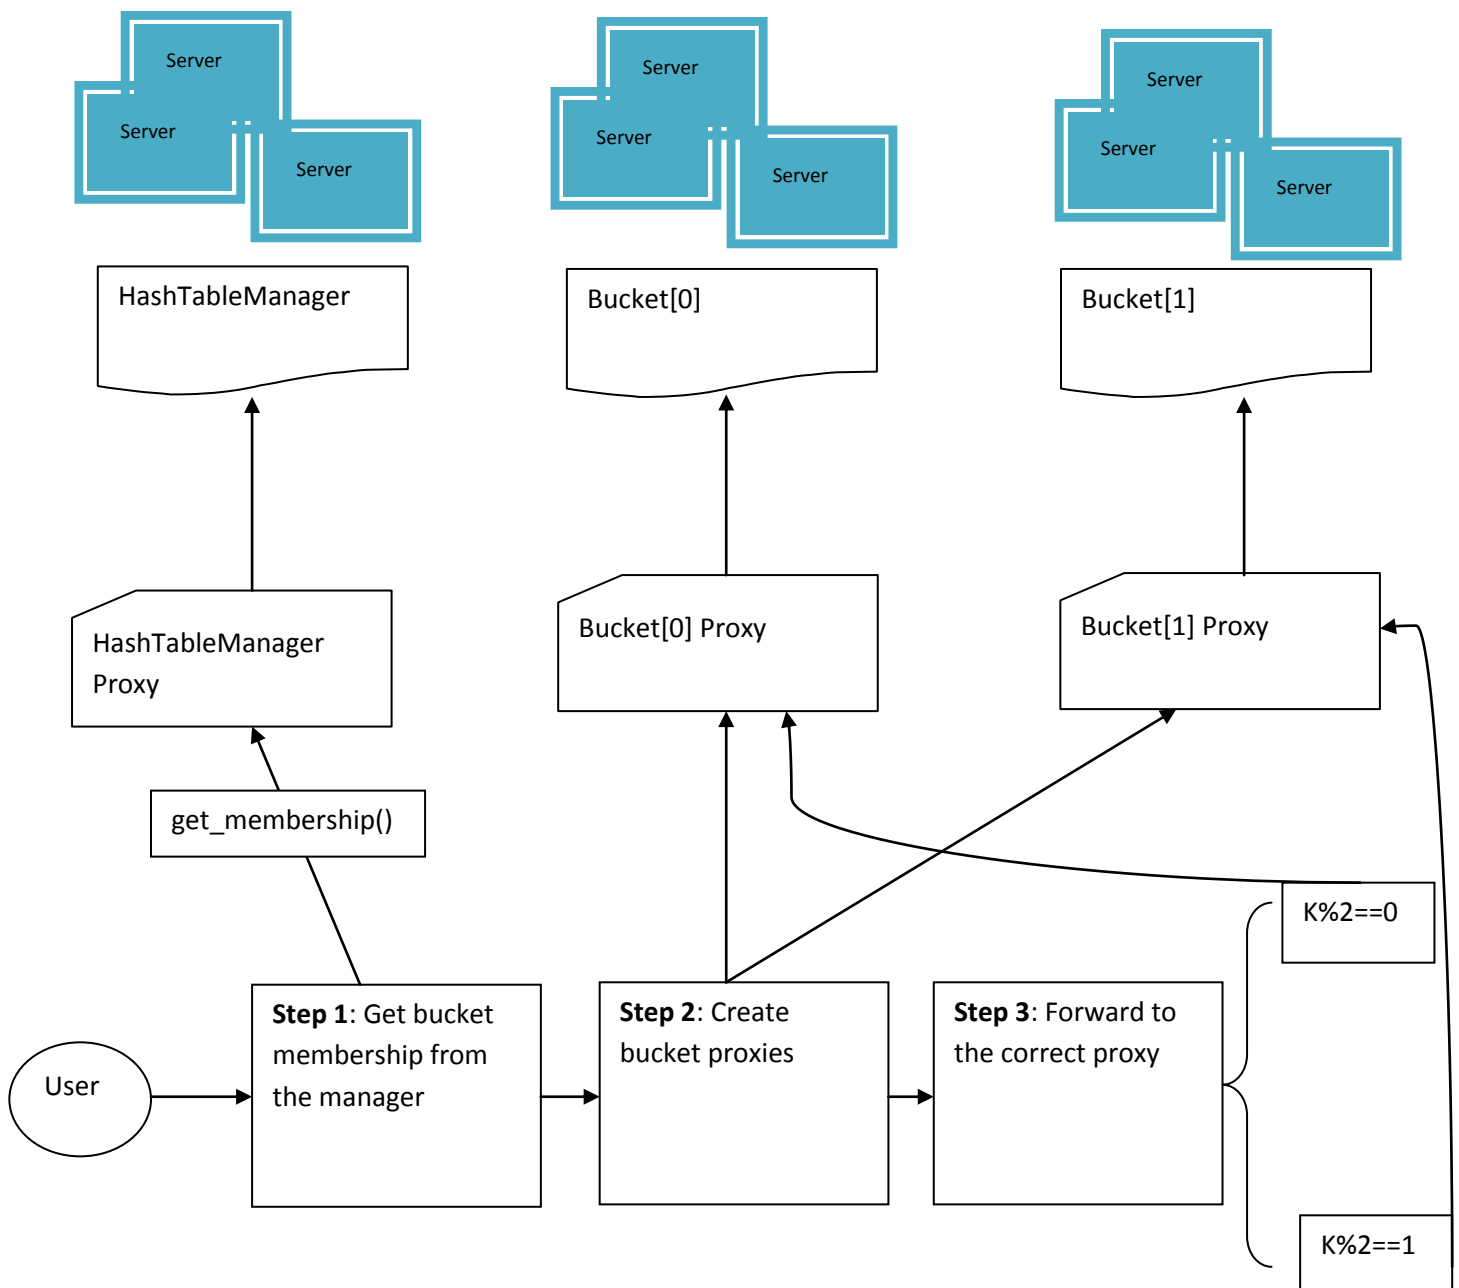 Server
Server
Server
Server
Server
Server
Server
Server
Server
HashTableManager
Bucket[0]
Bucket[1]
HashTableManager
Proxy
Bucket[0] Proxy
Bucket[1] Proxy
get_membership()
K%2==0
User
Step 1: Get bucket
membership from
the manager
Step 2: Create
bucket proxies
Step 3: Forward to
the correct proxy
K%2==1